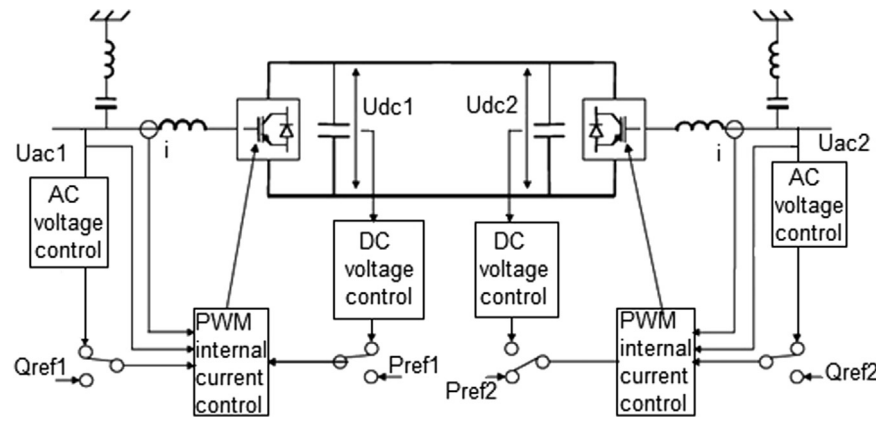 Udc1
Udc2
Uac1
i
i
Uac2
AC
voltage
control
AC
voltage
control
DC
voltage
control
DC
voltage
control
PWM
internal
current
control
PWM
internal
current
control
Qref1
Pref1
Pref2
Qref2